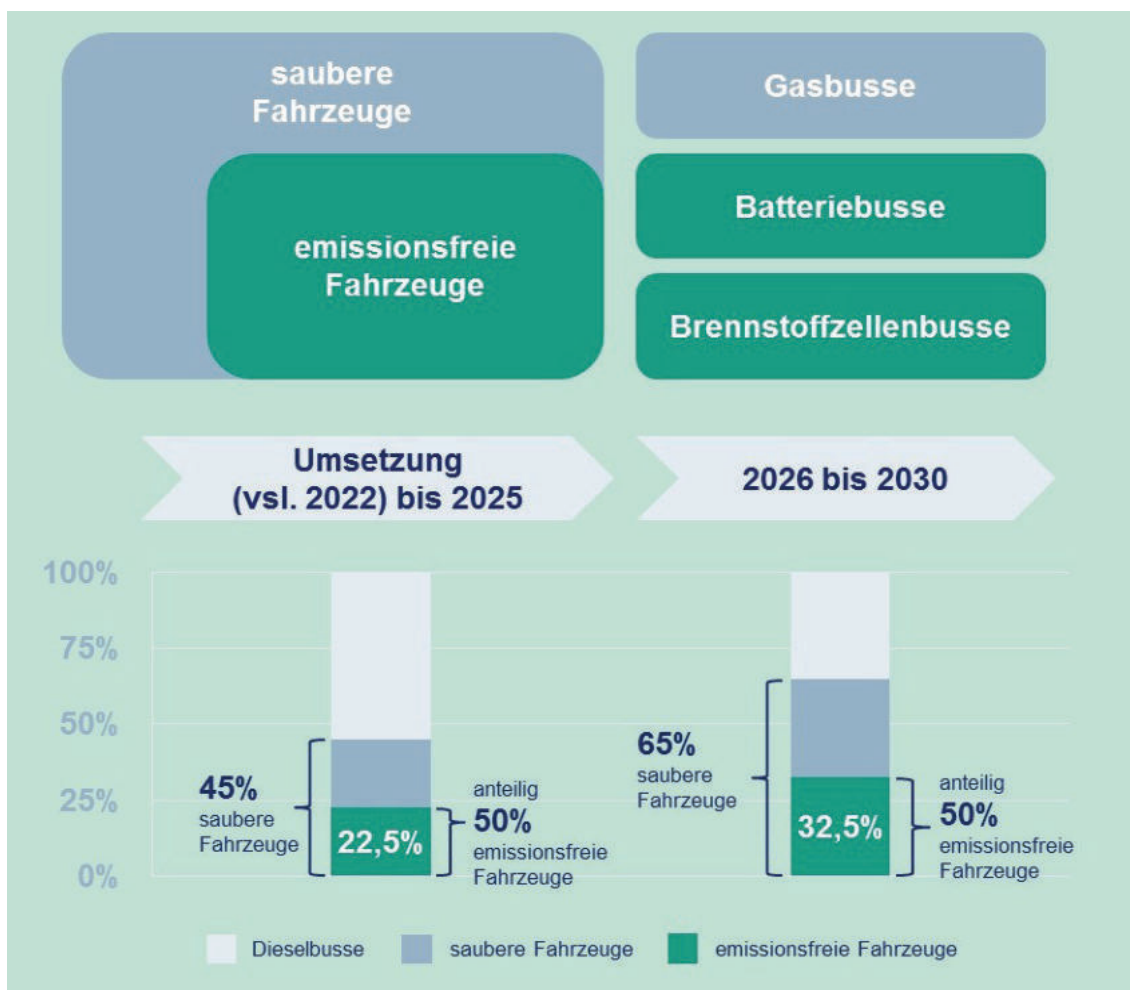 saubere
Fahrzeuge
emissionsfreie
Fahrzeuge
Gasbusse
Batteriebusse
Brennstoffzellenbusse
Umsetzung
(vsl. 2022) bis 2025
2026 bis 2030
100%
75%
50%
25%
0%
45%
saubere
Fahrzeuge
22,5%
anteilig
50%
emissionsfreie
Fahrzeuge
65%
saubere
Fahrzeuge
32,5%
anteilig
50%
emissionsfreie
Fahrzeuge
Dieselbusse
saubere Fahrzeuge
emissionsfreie Fahrzeuge